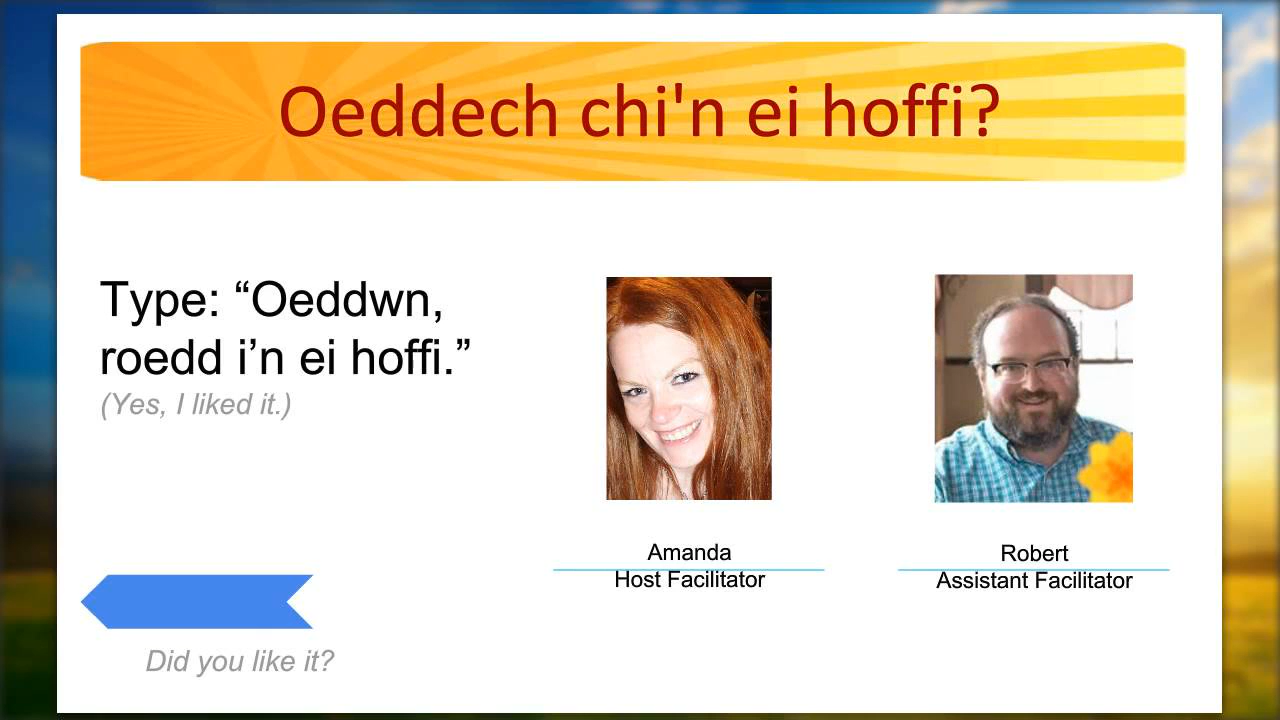 Oeddech chi'n ei hoffi?
Type: “Oeddwn,
roedd i’n ei hoffi.”
(Yes, I liked it.)
Amanda
Host Facilitator
Robert
Assistant Facilitator
Did you like it?